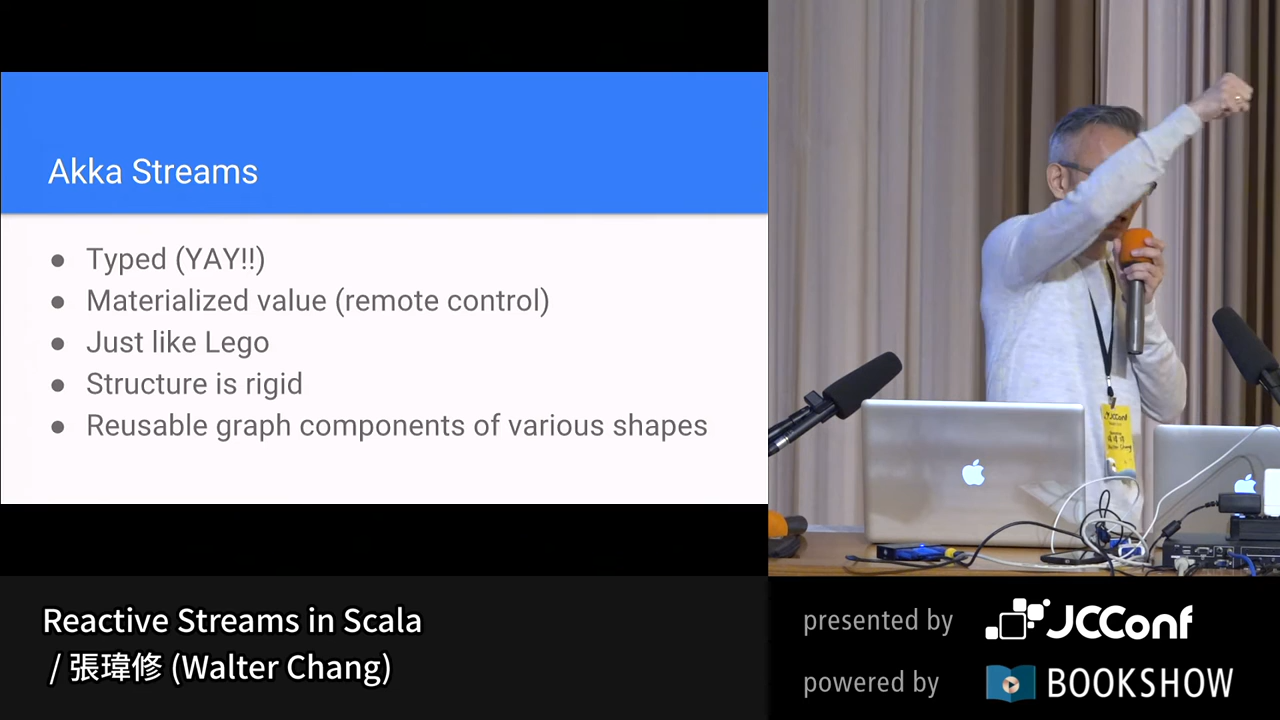 Akka Streams
● Typed (YAY!!)
● Materialized value (remote control)
● Just like Lego
● Structure is rigid
● Reusable graph components of various shapes
JCConf
Reactive Streams in Scala
/ 張瑋修 (Walter Chang)
presented by JCConf
powered by BOOKSHOW